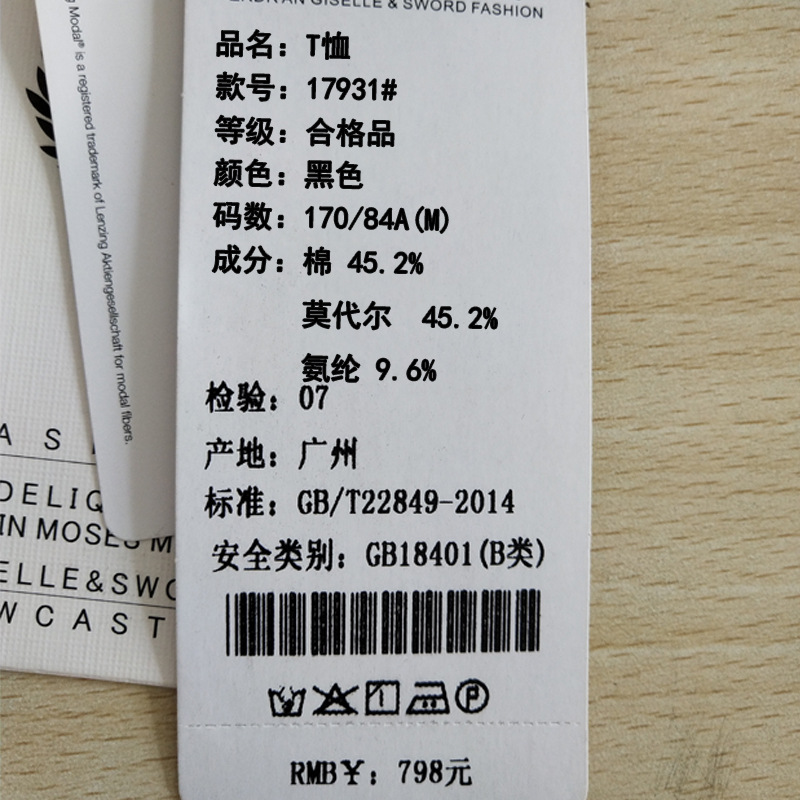 GISELLE & SWORD FASHION
品名：T恤
款号：17931#
等级：合格品
颜色：黑色
码数：170/84A(M)
成分：棉 45.2%
莫代尔 45.2%
氨纶 9.6%
检验：07
产地：广州
标准：GB/T22849-2014
安全类别：GB18401(B类)
RMB￥：798元
Modal® is a registered trademark of Lenzing Aktiengesellschaft for modal fibers.
A S
DELIQ
IN MOSES M
ELLE&SWO
W C A S T